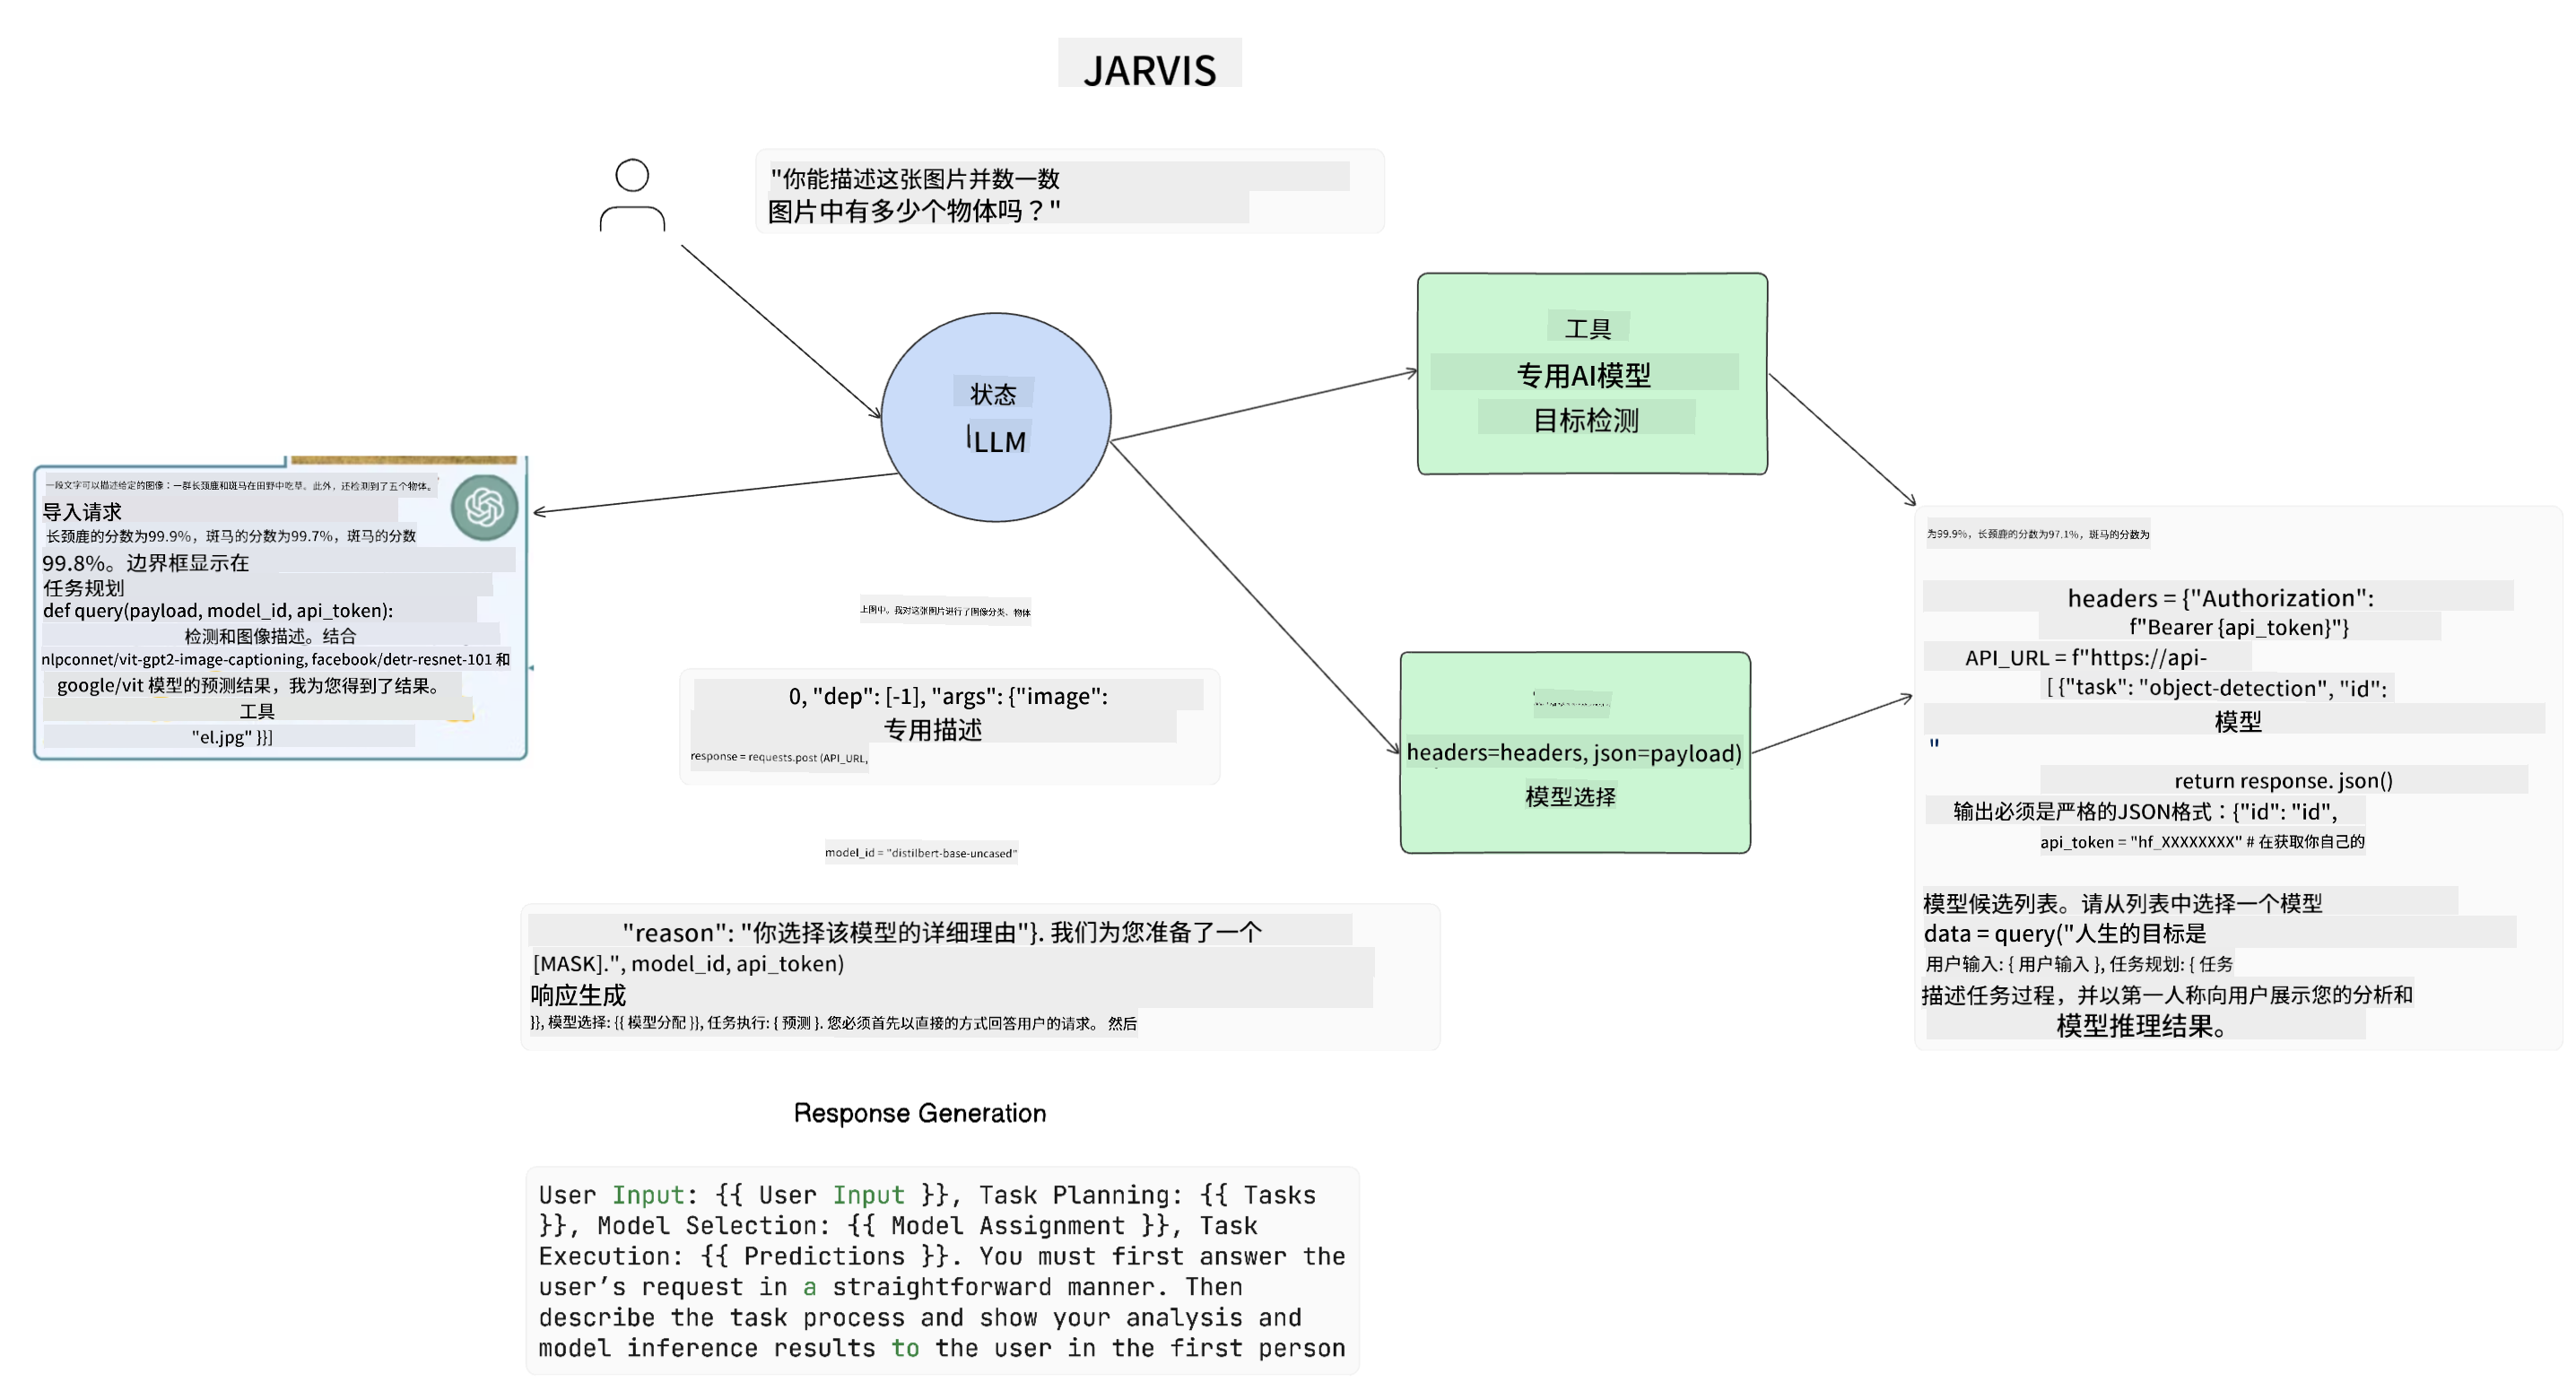 JARVIS
"你能描述这张图片并数一数
图片中有多少个物体吗？"
状态
LLM
工具
专用AI模型
目标检测
一段文字可以描述给定的图像：一群长颈鹿和斑马在田野中吃草。此外，还检测到了五个物体。
导入请求
长颈鹿的分数为99.9%，斑马的分数为99.7%，斑马的分数
99.8%。边界框显示在
任务规划
def query(payload, model_id, api_token):
检测和图像描述。结合
nlpconnet/vit-gpt2-image-captioning, facebook/detr-resnet-101 和
google/vit 模型的预测结果，我为您得到了结果。
工具
"el.jpg" }}]
上图中。我对这张图片进行了图像分类、物体
0, "dep": [-1], "args": {"image":
专用描述
response = requests.post (API_URL,
headers=headers, json=payload)
模型选择
为99.9%，长颈鹿的分数为97.1%，斑马的分数为
headers = {"Authorization":
f"Bearer {api_token}"}
API_URL = f"https://api-
[ {"task": "object-detection", "id":
模型
"
return response. json()
输出必须是严格的JSON格式：{"id": "id",
api_token = "hf_XXXXXXXX" # 在获取你自己的
模型候选列表。请从列表中选择一个模型
data = query("人生的目标是
用户输入: { 用户输入 }, 任务规划: { 任务
描述任务过程，并以第一人称向用户展示您的分析和
模型推理结果。
model_id = "distilbert-base-uncased"
"reason": "你选择该模型的详细理由"}. 我们为您准备了一个
[MASK].", model_id, api_token)
响应生成
}}, 模型选择: {{ 模型分配 }}, 任务执行: { 预测 }. 您必须首先以直接的方式回答用户的请求。 然后
Response Generation
User Input: {{ User Input }}, Task Planning: {{ Tasks
}}, Model Selection: {{ Model Assignment }}, Task
Execution: {{ Predictions }}. You must first answer the
user’s request in a straightforward manner. Then
describe the task process and show your analysis and
model inference results to the user in the first person